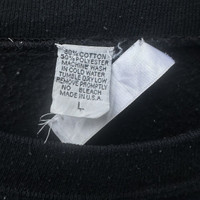 50% COTTON
50% POLYESTER
MACHINE WASH
IN COLD WATER
TUMBLE DRY LOW
REMOVE PROMPTLY
NO BLEACH
MADE IN U.S.A.
L